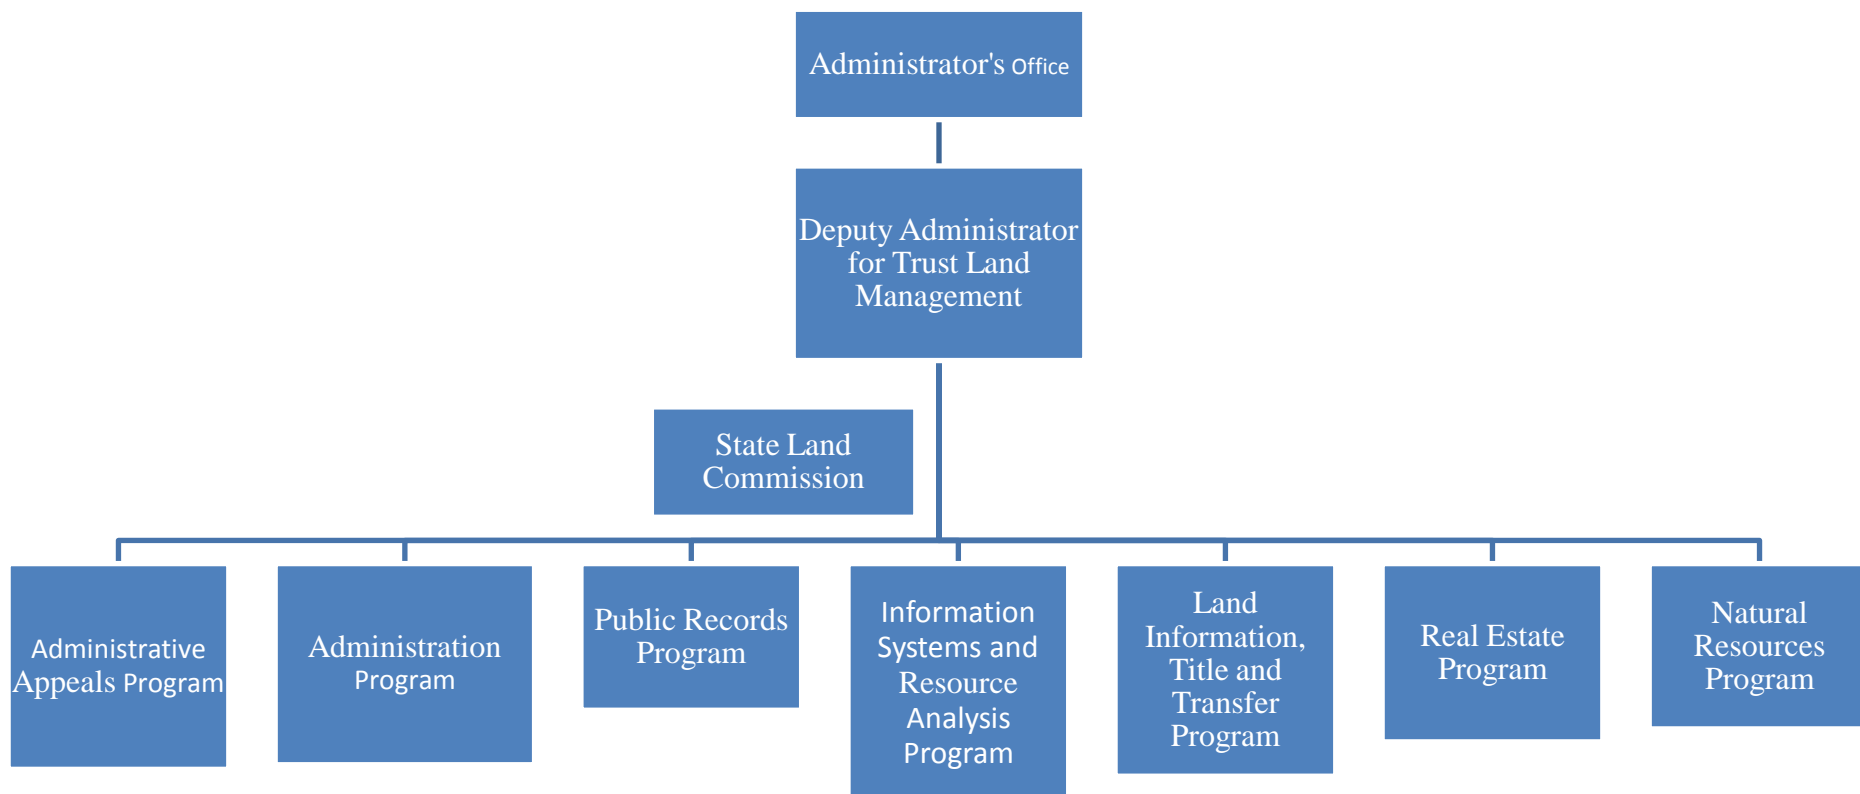 Administrator's Office
Deputy Administrator
for Trust Land
Management
State Land
Commission
Administrative
Appeals Program
Administration
Program
Public Records
Program
Information
Systems and
Resource
Analysis
Program
Land
Information,
Title and
Transfer
Program
Real Estate
Program
Natural
Resources
Program